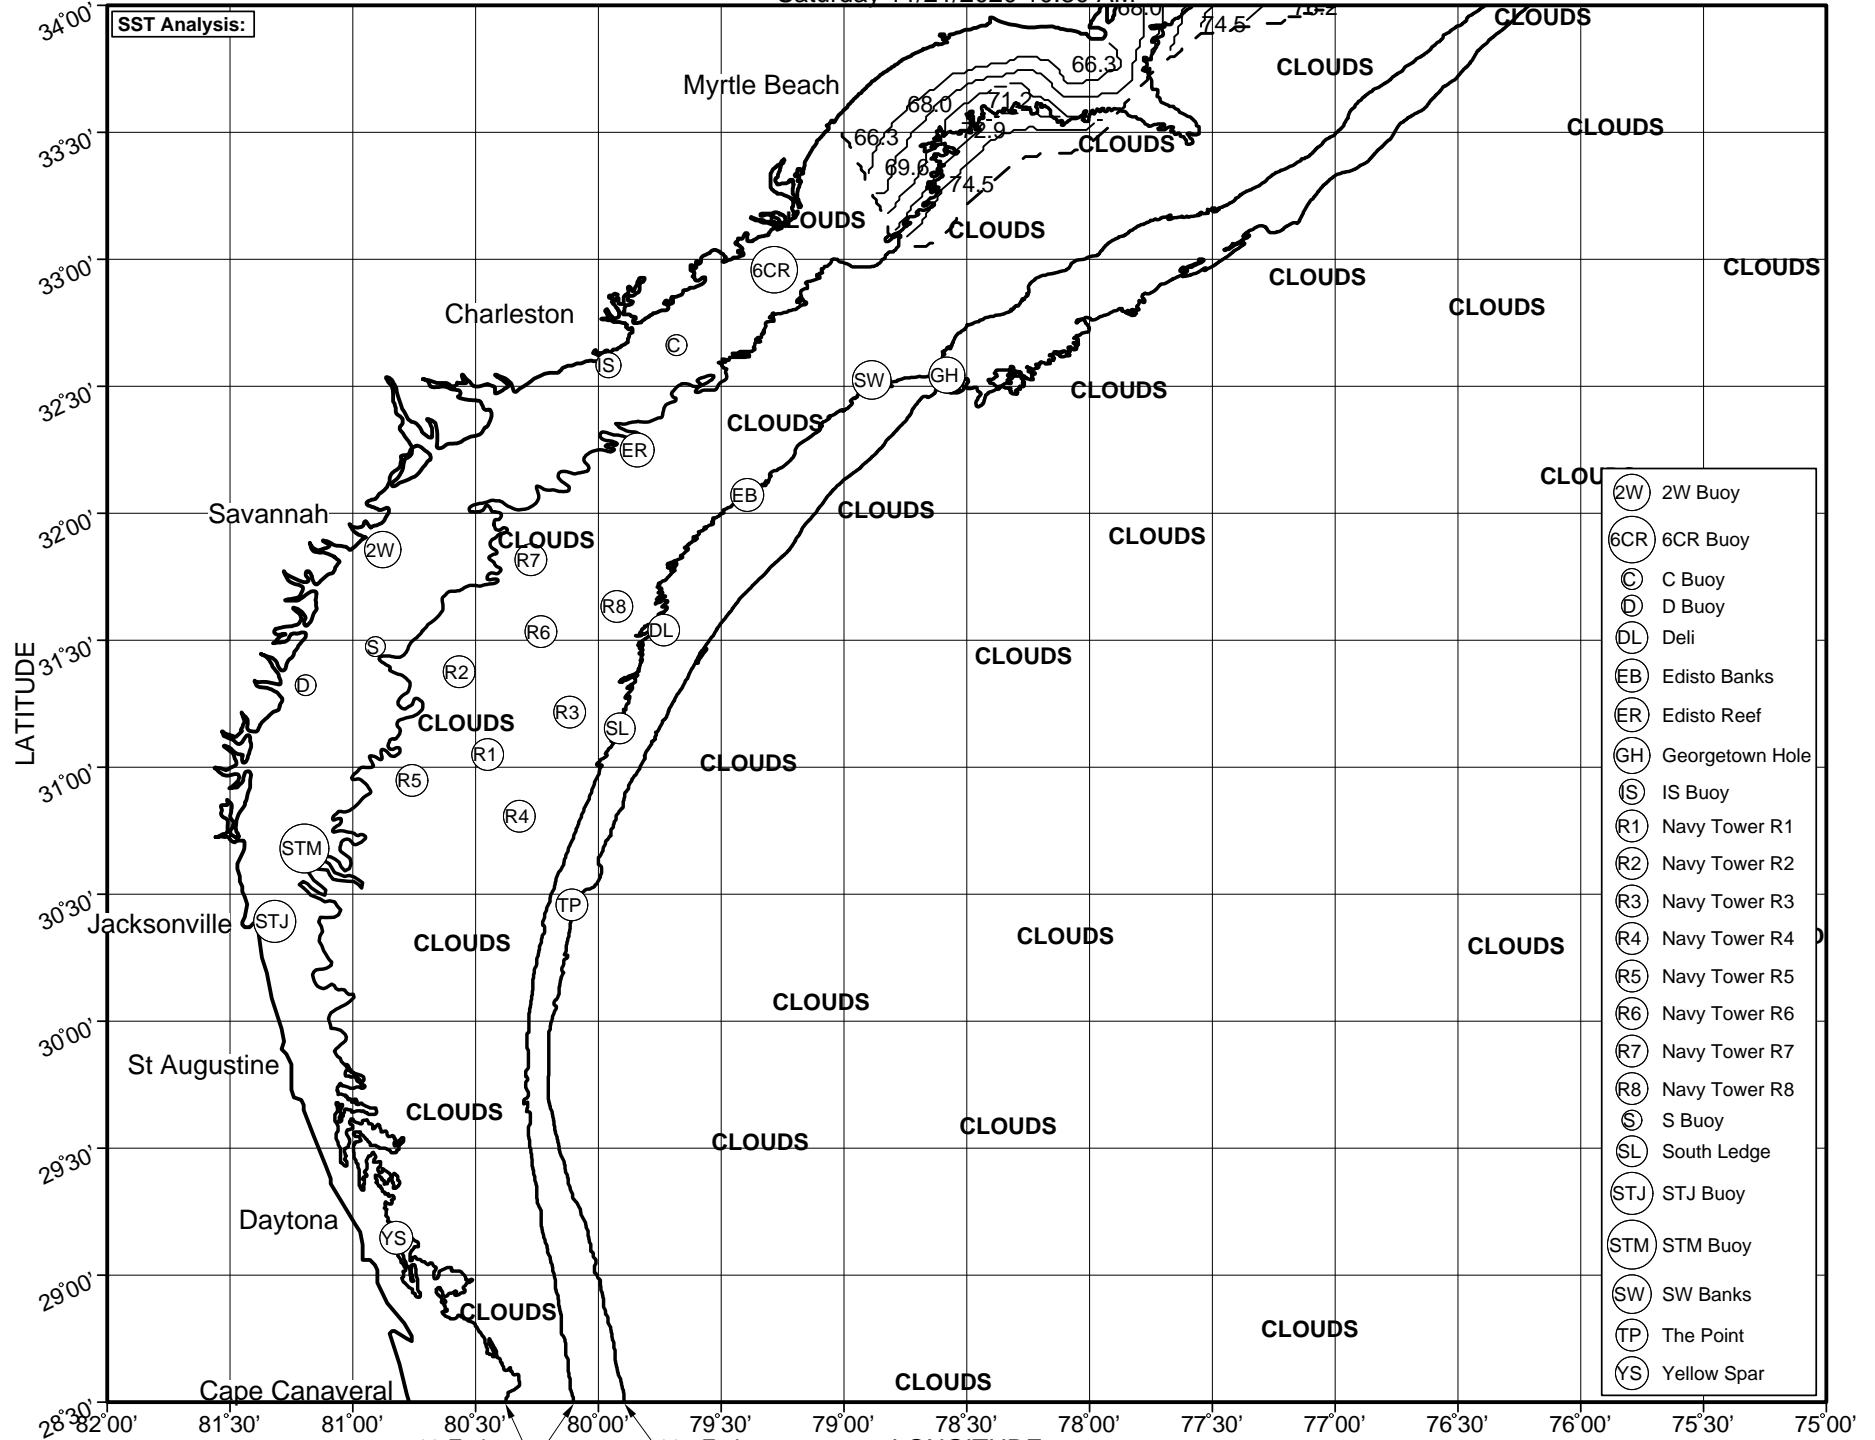 SST Analysis:
34°00'
33°30'
33°00'
32°30'
32°00'
31°30'
31°00'
30°30'
30°00'
29°30'
29°00'
28°30'
LATITUDE
82°00'
81°30'
81°00'
80°30'
80°00'
79°30'
79°00'
78°30'
78°00'
77°30'
77°00'
76°30'
76°00'
75°00'
68.0
74.5
CLOUDS
66.3
CLOUDS
Myrtle Beach
68.0
71.2
72.9
66.3
CLOUDS
CLOUDS
69.6
74.5
CLOUDS
CLOUDS
6CR
CLOUDS
CLOUDS
CLOUDS
Charleston
C
IS
SW
GH
CLOUDS
CLOUDS
ER
EB
CLOUDS
Savannah
2W
CLOUDS
R7
CLOUDS
R8
R6
DL
S
R2
CLOUDS
D
R3
CLOUDS
SL
R1
CLOUDS
R5
R4
STM
TP
Jacksonville
STJ
CLOUDS
CLOUDS
CLOUDS
CLOUDS
St Augustine
CLOUDS
CLOUDS
CLOUDS
Daytona
YS
CLOUDS
CLOUDS
CLOUDS
Cape Canaveral
2W 2W Buoy
6CR 6CR Buoy
C C Buoy
D D Buoy
DL Deli
EB Edisto Banks
ER Edisto Reef
GH Georgetown Hole
IS IS Buoy
R1 Navy Tower R1
R2 Navy Tower R2
R3 Navy Tower R3
R4 Navy Tower R4
R5 Navy Tower R5
R6 Navy Tower R6
R7 Navy Tower R7
R8 Navy Tower R8
S S Buoy
SL South Ledge
STJ STJ Buoy
STM STM Buoy
SW SW Banks
TP The Point
YS Yellow Spar